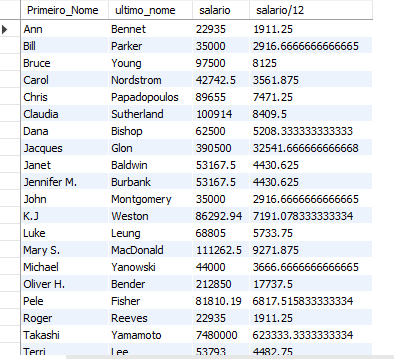 Primeiro_Nome ultimo_nome salario salario/12
Ann Bennet 22935 1911.25
Bill Parker 35000 2916.6666666666665
Bruce Young 97500 8125
Carol Nordstrom 42742.5 3561.875
Chris Papadopoulos 89655 7471.25
Claudia Sutherland 100914 8409.5
Dana Bishop 62500 5208.333333333333
Jacques Glon 390500 32541.666666666668
Janet Baldwin 53167.5 4430.625
Jennifer M. Burbank 53167.5 4430.625
John Montgomery 35000 2916.6666666666665
K.J Weston 86292.94 7191.078333333334
Luke Leung 68805 5733.75
Mary S. MacDonald 111262.5 9271.875
Michael Yanowski 44000 3666.6666666666665
Oliver H. Bender 212850 17737.5
Pele Fisher 81810.19 6817.515833333334
Roger Reeves 22935 1911.25
Takashi Yamamoto 7480000 623333.3333333334
Terri Lee 53793 4482.75